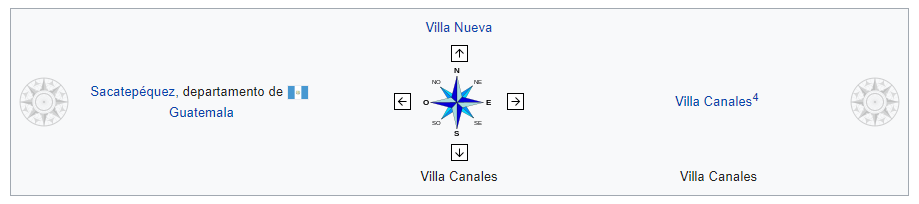 Villa Nueva
N
NO NE
Sacatepéquez, departamento de
Guatemala
O E
Villa Canales4
SO SE
S
Villa Canales
Villa Canales